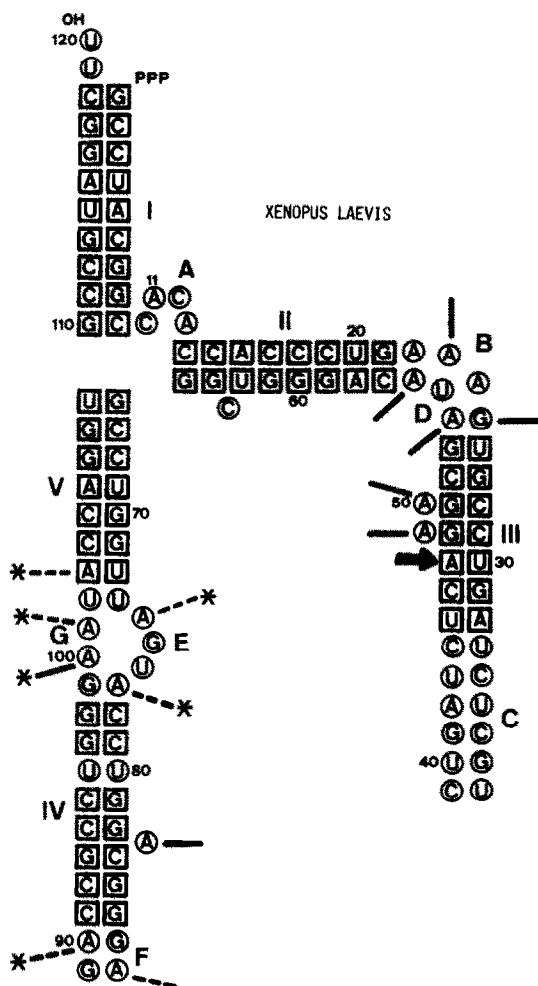 OH
120 U
U
PPP
C G
G C
G C
A U
U A I
XENOPUS LAEVIS
G C
C G
11 A
C G A C
110 G C C A
II 20
C C A C C C U G A A B
G G U G G G A C A U A
C 60
D A G
U G
G C
G C
V A U
C G 70
C G
* A U
U U
* A A *
G G E
100 A U
*
G A *
G C
G C
U U 80
IV C G
C G
G C A
C G
C G
90 A G
* G A F
G U
C G
50 A G C
A G C III
A U 30
C G
U A
C U
U C
A U C
G C
40 U G
C U